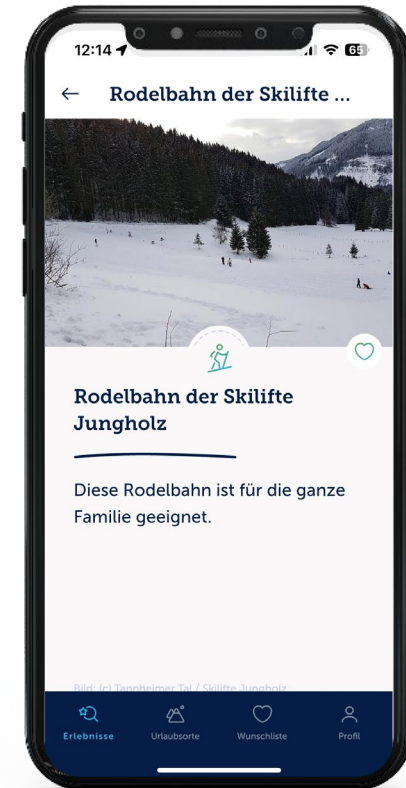 12:14
65
Rodelbahn der Skilifte ...
Rodelbahn der Skilifte
Jungholz
Diese Rodelbahn ist für die ganze
Familie geeignet.
Bild: (c) Tannheimer Tal / Skilifte Jungholz
Erlebnisse Urlaubsorte Wunschliste Profil